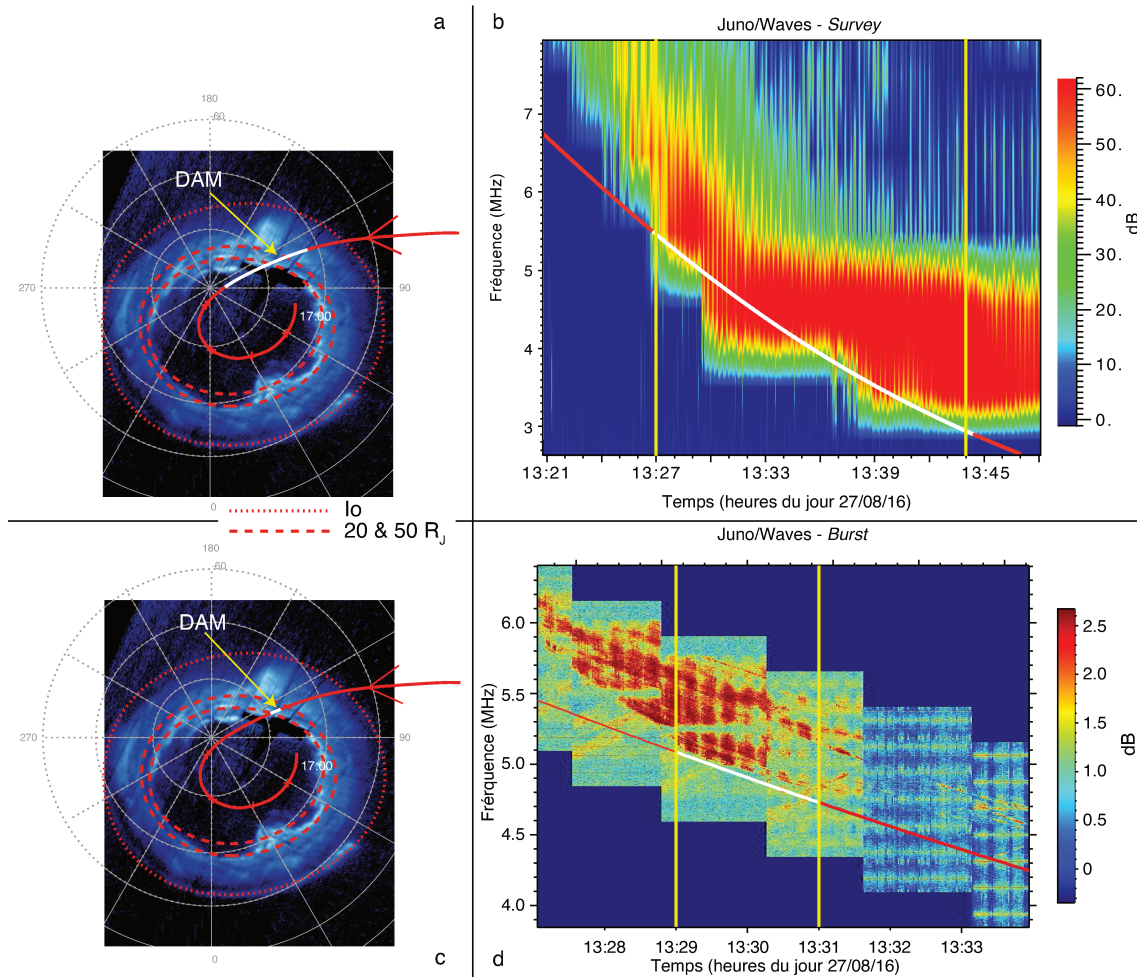 a
180
-60
DAM
270
90
17:00
0
Io
20 & 50 R_J
b
Juno/Waves - Survey
Fréquence (MHz)
7
6
5
4
3
13:21
13:27
13:33
13:39
13:45
Temps (heures du jour 27/08/16)
60.
50.
40.
30.
20.
10.
0.
dB
180
-60
DAM
270
90
17:00
0
c
Juno/Waves - Burst
Fréquence (MHz)
6.0
5.5
5.0
4.5
4.0
13:28
13:29
13:30
13:31
13:32
13:33
Temps (heures du jour 27/08/16)
2.5
2.0
1.5
1.0
0.5
0
dB
d